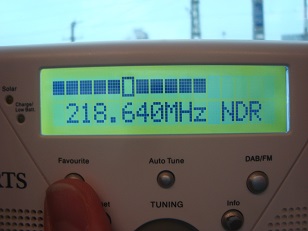 Solar
Charge/
Low Batt.
218.640MHz NDR
Favourite
Auto Tune
DAB/FM
RTS
TUNING
Info